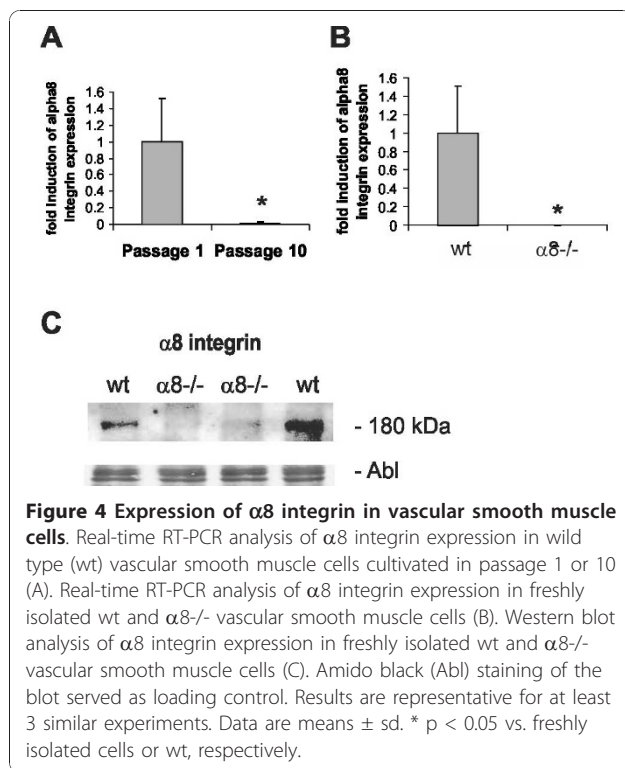 A
B
fold Induction of alpha8
Integrin expression
1.6
1.4
1.2
1
0.8
0.6
0.4
0.2
0
*
Passage 1 Passage 10
fold Induction of alpha8
Integrin expression
1.6
1.4
1.2
1
0.8
0.6
0.4
0.2
0
*
wt α8-/-
C
α8 integrin
wt α8-/- α8-/- wt
- 180 kDa
- Abl
Figure 4 Expression of α8 integrin in vascular smooth muscle
cells. Real-time RT-PCR analysis of α8 integrin expression in wild
type (wt) vascular smooth muscle cells cultivated in passage 1 or 10
(A). Real-time RT-PCR analysis of α8 integrin expression in freshly
isolated wt and α8-/- vascular smooth muscle cells (B). Western blot
analysis of α8 integrin expression in freshly isolated wt and α8-/-
vascular smooth muscle cells (C). Amido black (Abl) staining of the
blot served as loading control. Results are representative for at least
3 similar experiments. Data are means ± sd. * p < 0.05 vs. freshly
isolated cells or wt, respectively.